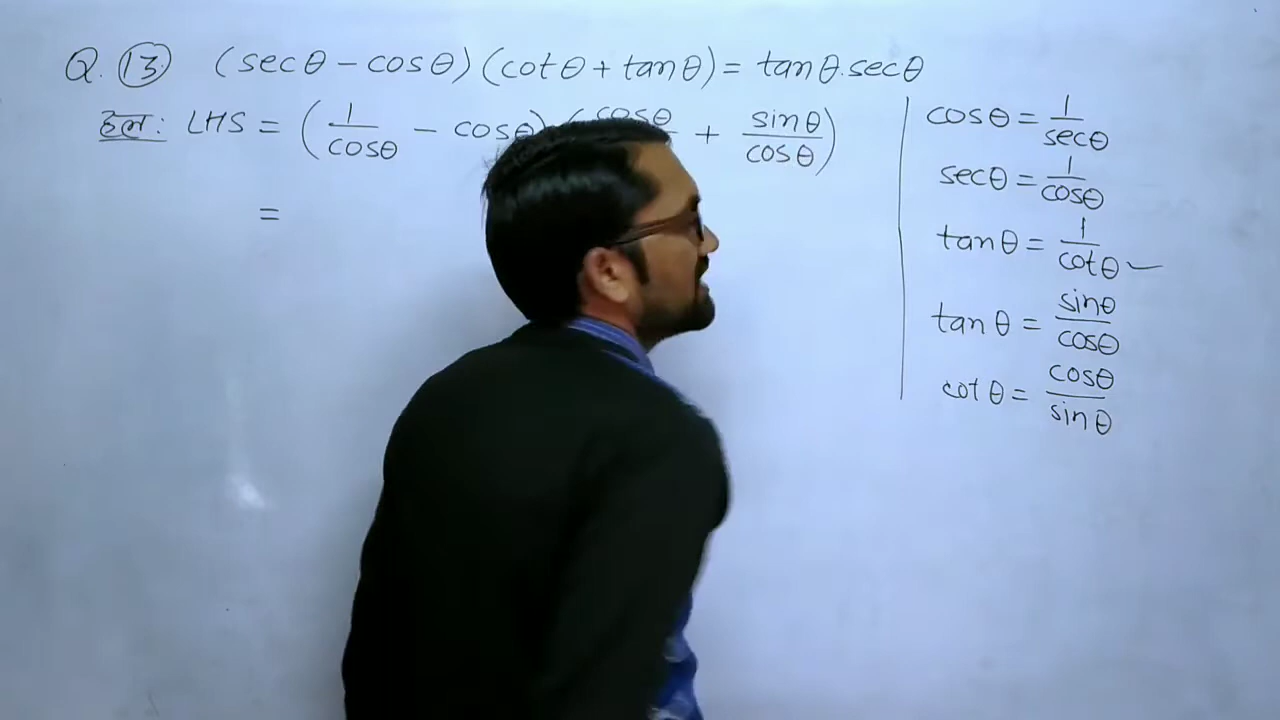 Q. 13 (secθ - cosθ)(cotθ + tanθ) = tanθ.secθ
हल: LHS = (1/cosθ - cosθ) (cosθ + sinθ/cosθ)
=
cosθ = 1/secθ
secθ = 1/cosθ
tanθ = 1/cotθ
tanθ = sinθ/cosθ
cotθ = cosθ/sinθ